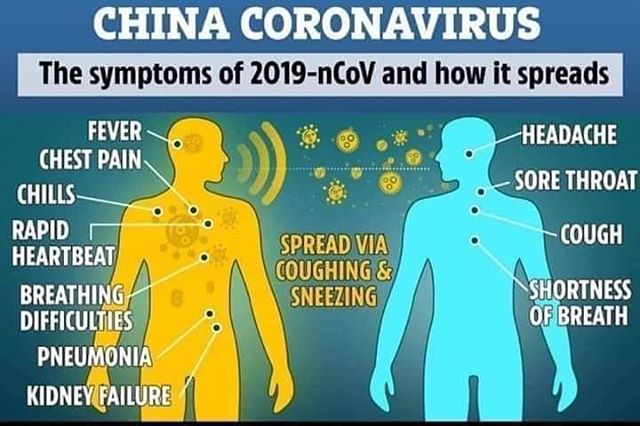 CHINA CORONAVIRUS
The symptoms of 2019-nCoV and how it spreads
FEVER
CHEST PAIN
CHILLS
RAPID
HEARTBEAT
BREATHING
DIFFICULTIES
PNEUMONIA
KIDNEY FAILURE
SPREAD VIA
COUGHING &
SNEEZING
HEADACHE
SORE THROAT
COUGH
SHORTNESS
OF BREATH